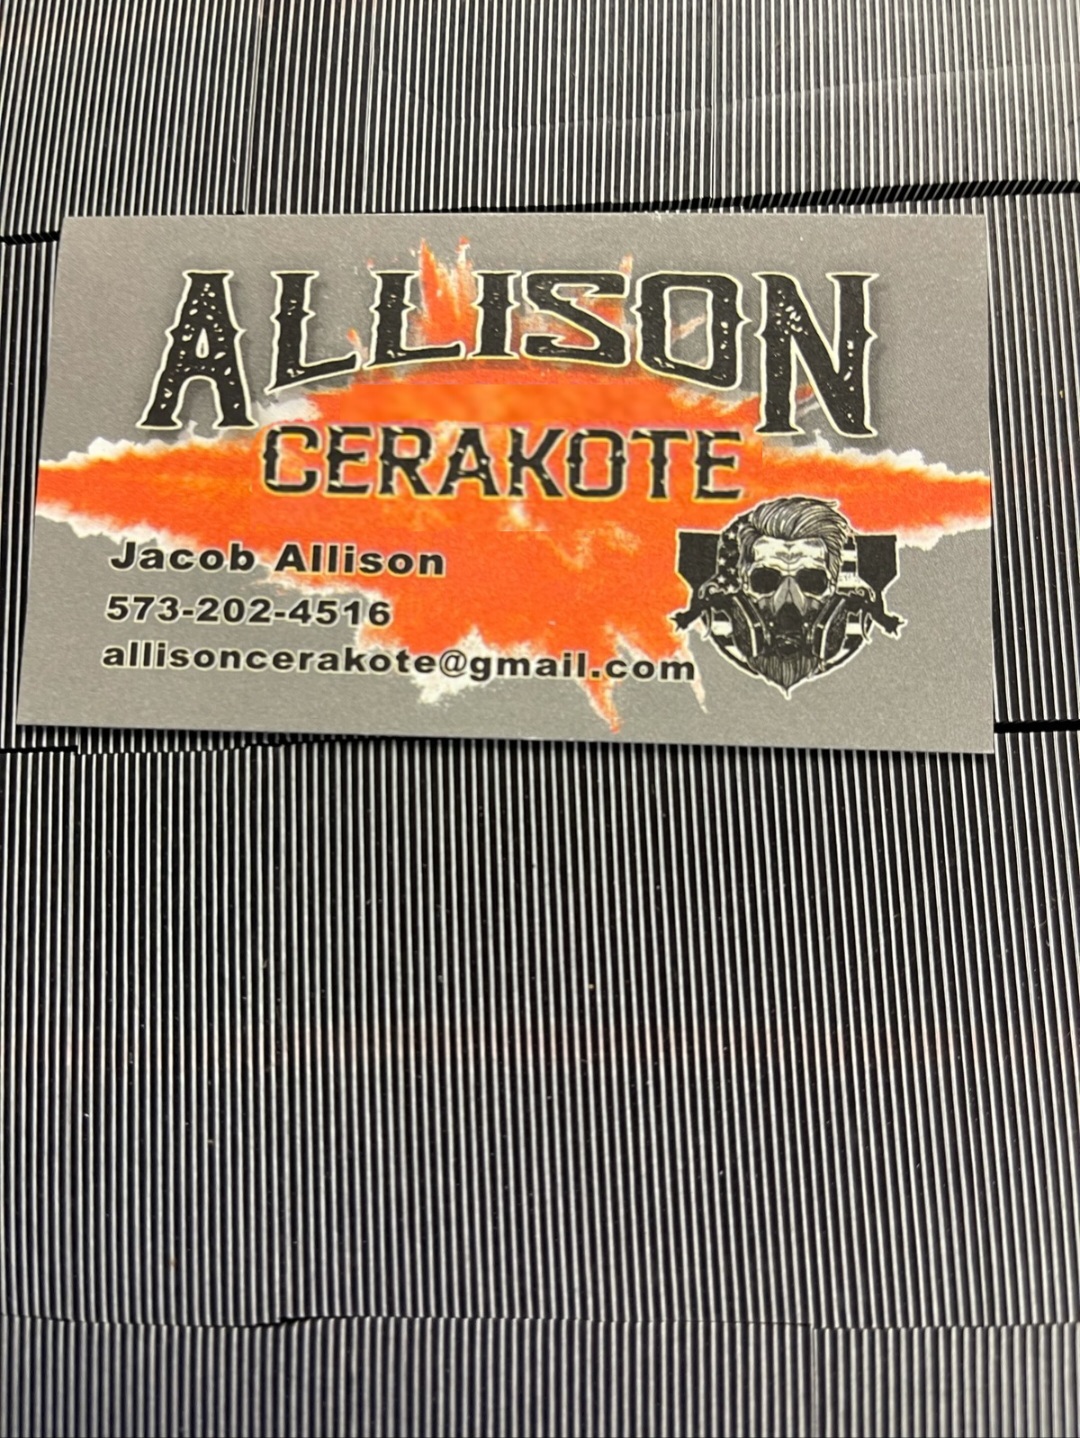 ALLISON
CERAKOTE
Jacob Allison
573-202-4516
allisoncerakote@gmail.com